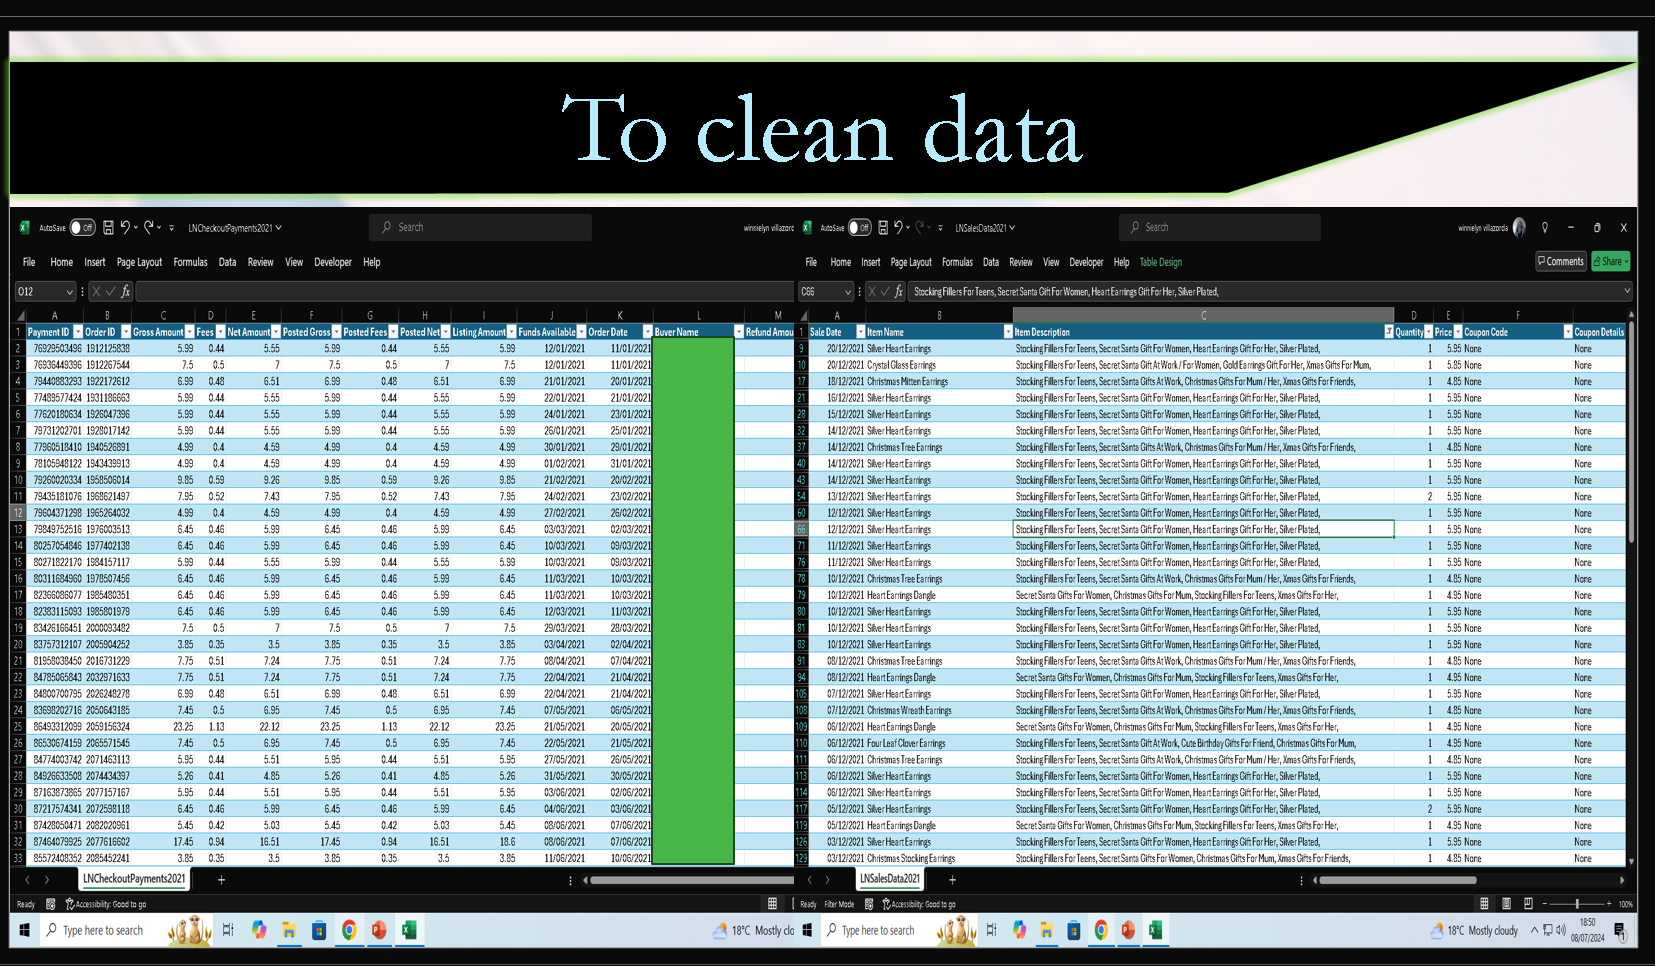 To clean data
AutoSave Off LNCheckoutPayments2021 Search winnielyn villazord
File Home Insert Page Layout Formulas Data Review View Developer Help
O12 fx
A B C D E F G H I J K L M
1 Payment ID Order ID Gross Amount Fees Net Amount Posted Gross Posted Fees Posted Net Listing Amount Funds Available Order Date Buyer Name Refund Amou
2 76929503496 1912125838 5.99 0.44 5.55 5.99 0.44 5.55 5.99 12/01/2021 11/01/2021
3 76936449395 1912267544 7.5 0.5 7 7.5 0.5 7 7.5 12/01/2021 11/01/2021
4 79440883293 1922172612 6.99 0.48 6.51 6.99 0.48 6.51 6.99 21/01/2021 20/01/2021
5 77489577424 1931186663 5.99 0.44 5.55 5.99 0.44 5.55 5.99 22/01/2021 21/01/2021
6 77620180634 1926047396 5.99 0.44 5.55 5.99 0.44 5.55 5.99 24/01/2021 23/01/2021
7 79731202701 1928017142 5.99 0.44 5.55 5.99 0.44 5.55 5.99 26/01/2021 25/01/2021
8 77960518410 1940526891 4.99 0.4 4.59 4.99 0.4 4.59 4.99 30/01/2021 29/01/2021
9 78105948122 1943439913 4.99 0.4 4.59 4.99 0.4 4.59 4.99 01/02/2021 31/01/2021
10 79260020334 1958506014 9.85 0.59 9.26 9.85 0.59 9.26 9.85 21/02/2021 20/02/2021
11 79435181076 1968621497 7.95 0.52 7.43 7.95 0.52 7.43 7.95 24/02/2021 23/02/2021
12 79604371298 1965264032 4.99 0.4 4.59 4.99 0.4 4.59 4.99 27/02/2021 26/02/2021
13 79849752516 1976003513 6.45 0.46 5.99 6.45 0.46 5.99 6.45 03/03/2021 02/03/2021
14 80257054846 1977402138 6.45 0.46 5.99 6.45 0.46 5.99 6.45 10/03/2021 09/03/2021
15 80271822170 1984157117 5.99 0.44 5.55 5.99 0.44 5.55 5.99 10/03/2021 09/03/2021
16 80311684960 1978507456 6.45 0.46 5.99 6.45 0.46 5.99 6.45 11/03/2021 10/03/2021
17 82366086077 1985480351 6.45 0.46 5.99 6.45 0.46 5.99 6.45 11/03/2021 10/03/2021
18 82383115093 1985801979 6.45 0.46 5.99 6.45 0.46 5.99 6.45 12/03/2021 11/03/2021
19 83426166451 2000093482 7.5 0.5 7 7.5 0.5 7 7.5 29/03/2021 28/03/2021
20 83757312107 2005904252 3.85 0.35 3.5 3.85 0.35 3.5 3.85 03/04/2021 02/04/2021
21 81958038450 2016731229 7.75 0.51 7.24 7.75 0.51 7.24 7.75 08/04/2021 07/04/2021
22 84785065843 2032971633 7.75 0.51 7.24 7.75 0.51 7.24 7.75 22/04/2021 21/04/2021
23 84800700795 2026248278 6.99 0.48 6.51 6.99 0.48 6.51 6.99 22/04/2021 21/04/2021
24 83698202716 2050643185 7.45 0.5 6.95 7.45 0.5 6.95 7.45 07/05/2021 06/05/2021
25 86493312099 2059156324 23.25 1.13 22.12 23.25 1.13 22.12 23.25 21/05/2021 20/05/2021
26 86530674159 2065571545 7.45 0.5 6.95 7.45 0.5 6.95 7.45 22/05/2021 21/05/2021
27 84774003742 2071463113 5.95 0.44 5.51 5.95 0.44 5.51 5.95 27/05/2021 26/05/2021
28 84926633508 2074434397 5.26 0.41 4.85 5.26 0.41 4.85 5.26 31/05/2021 30/05/2021
29 87163873865 2077157167 5.95 0.44 5.51 5.95 0.44 5.51 5.95 03/06/2021 02/06/2021
30 87217574341 2072598118 6.45 0.46 5.99 6.45 0.46 5.99 6.45 04/06/2021 03/06/2021
31 87428050471 2082020961 5.45 0.42 5.03 5.45 0.42 5.03 5.45 08/06/2021 07/06/2021
32 87464079925 2077616602 17.45 0.94 16.51 17.45 0.94 16.51 18.6 08/06/2021 07/06/2021
33 85572408352 2085452241 3.85 0.35 3.5 3.85 0.35 3.5 3.85 11/06/2021 10/06/2021
LNCheckoutPayments2021 +
Ready Accessibility: Good to go
Type here to search 18°C Mostly clo
AutoSave Off LNSalesData2021 Search winnielyn villazorda
File Home Insert Page Layout Formulas Data Review View Developer Help Table Design Comments Share
C66 fx Stocking Fillers For Teens, Secret Santa Gift For Women, Heart Earrings Gift For Her, Silver Plated,
A B C D E F
1 Sale Date Item Name Item Description Quantity Price Coupon Code Coupon Details
9 20/12/2021 Silver Heart Earrings Stocking Fillers For Teens, Secret Santa Gift For Women, Heart Earrings Gift For Her, Silver Plated, 1 5.95 None None
10 20/12/2021 Crystal Glass Earrings Stocking Fillers For Teens, Secret Santa Gift At Work / For Women, Gold Earrings Gift For Her, Xmas Gifts For Mum, 1 5.85 None None
17 18/12/2021 Christmas Mitten Earrings Stocking Fillers For Teens, Secret Santa Gifts At Work, Christmas Gifts For Mum / Her, Xmas Gifts For Friends, 1 4.85 None None
21 16/12/2021 Silver Heart Earrings Stocking Fillers For Teens, Secret Santa Gift For Women, Heart Earrings Gift For Her, Silver Plated, 1 5.95 None None
28 15/12/2021 Silver Heart Earrings Stocking Fillers For Teens, Secret Santa Gift For Women, Heart Earrings Gift For Her, Silver Plated, 1 5.95 None None
32 14/12/2021 Silver Heart Earrings Stocking Fillers For Teens, Secret Santa Gift For Women, Heart Earrings Gift For Her, Silver Plated, 1 5.95 None None
37 14/12/2021 Christmas Tree Earrings Stocking Fillers For Teens, Secret Santa Gifts At Work, Christmas Gifts For Mum / Her, Xmas Gifts For Friends, 1 4.85 None None
40 14/12/2021 Silver Heart Earrings Stocking Fillers For Teens, Secret Santa Gift For Women, Heart Earrings Gift For Her, Silver Plated, 1 5.95 None None
43 14/12/2021 Silver Heart Earrings Stocking Fillers For Teens, Secret Santa Gift For Women, Heart Earrings Gift For Her, Silver Plated, 1 5.95 None None
54 13/12/2021 Silver Heart Earrings Stocking Fillers For Teens, Secret Santa Gift For Women, Heart Earrings Gift For Her, Silver Plated, 2 5.95 None None
60 12/12/2021 Silver Heart Earrings Stocking Fillers For Teens, Secret Santa Gift For Women, Heart Earrings Gift For Her, Silver Plated, 1 5.95 None None
66 12/12/2021 Silver Heart Earrings Stocking Fillers For Teens, Secret Santa Gift For Women, Heart Earrings Gift For Her, Silver Plated, 1 5.95 None None
71 11/12/2021 Silver Heart Earrings Stocking Fillers For Teens, Secret Santa Gift For Women, Heart Earrings Gift For Her, Silver Plated, 1 5.95 None None
76 11/12/2021 Silver Heart Earrings Stocking Fillers For Teens, Secret Santa Gift For Women, Heart Earrings Gift For Her, Silver Plated, 1 5.95 None None
78 10/12/2021 Christmas Tree Earrings Stocking Fillers For Teens, Secret Santa Gifts At Work, Christmas Gifts For Mum / Her, Xmas Gifts For Friends, 1 4.85 None None
79 10/12/2021 Heart Earrings Dangle Secret Santa Gifts For Women, Christmas Gifts For Mum, Stocking Fillers For Teens, Xmas Gifts For Her, 1 4.95 None None
80 10/12/2021 Silver Heart Earrings Stocking Fillers For Teens, Secret Santa Gift For Women, Heart Earrings Gift For Her, Silver Plated, 1 5.95 None None
81 10/12/2021 Silver Heart Earrings Stocking Fillers For Teens, Secret Santa Gift For Women, Heart Earrings Gift For Her, Silver Plated, 1 5.95 None None
83 10/12/2021 Silver Heart Earrings Stocking Fillers For Teens, Secret Santa Gift For Women, Heart Earrings Gift For Her, Silver Plated, 1 5.95 None None
91 08/12/2021 Christmas Tree Earrings Stocking Fillers For Teens, Secret Santa Gifts At Work, Christmas Gifts For Mum / Her, Xmas Gifts For Friends, 1 4.85 None None
94 08/12/2021 Heart Earrings Dangle Secret Santa Gifts For Women, Christmas Gifts For Mum, Stocking Fillers For Teens, Xmas Gifts For Her, 1 4.95 None None
105 07/12/2021 Silver Heart Earrings Stocking Fillers For Teens, Secret Santa Gift For Women, Heart Earrings Gift For Her, Silver Plated, 1 5.95 None None
108 07/12/2021 Christmas Wreath Earrings Stocking Fillers For Teens, Secret Santa Gifts At Work, Christmas Gifts For Mum / Her, Xmas Gifts For Friends, 1 4.85 None None
109 06/12/2021 Heart Earrings Dangle Secret Santa Gifts For Women, Christmas Gifts For Mum, Stocking Fillers For Teens, Xmas Gifts For Her, 1 4.95 None None
110 06/12/2021 Four Leaf Clover Earrings Stocking Fillers For Teens, Secret Santa Gift At Work, Cute Birthday Gifts For Friend, Christmas Gifts For Mum, 1 4.95 None None
111 06/12/2021 Christmas Tree Earrings Stocking Fillers For Teens, Secret Santa Gifts At Work, Christmas Gifts For Mum / Her, Xmas Gifts For Friends, 1 4.85 None None
113 06/12/2021 Silver Heart Earrings Stocking Fillers For Teens, Secret Santa Gift For Women, Heart Earrings Gift For Her, Silver Plated, 1 5.95 None None
114 06/12/2021 Silver Heart Earrings Stocking Fillers For Teens, Secret Santa Gift For Women, Heart Earrings Gift For Her, Silver Plated, 1 5.95 None None
117 05/12/2021 Silver Heart Earrings Stocking Fillers For Teens, Secret Santa Gift For Women, Heart Earrings Gift For Her, Silver Plated, 2 5.95 None None
119 05/12/2021 Heart Earrings Dangle Secret Santa Gifts For Women, Christmas Gifts For Mum, Stocking Fillers For Teens, Xmas Gifts For Her, 1 4.95 None None
126 03/12/2021 Silver Heart Earrings Stocking Fillers For Teens, Secret Santa Gift For Women, Heart Earrings Gift For Her, Silver Plated, 1 5.95 None None
129 03/12/2021 Christmas Stocking Earrings Stocking Fillers For Teens, Secret Santa Gifts For Women, Christmas Gifts For Mum, Xmas Gifts For Friends, 1 4.85 None None
LNSalesData2021 +
Ready Filter Mode Accessibility: Good to go 100%
Type here to search 18°C Mostly cloudy 18:50
08/07/2024